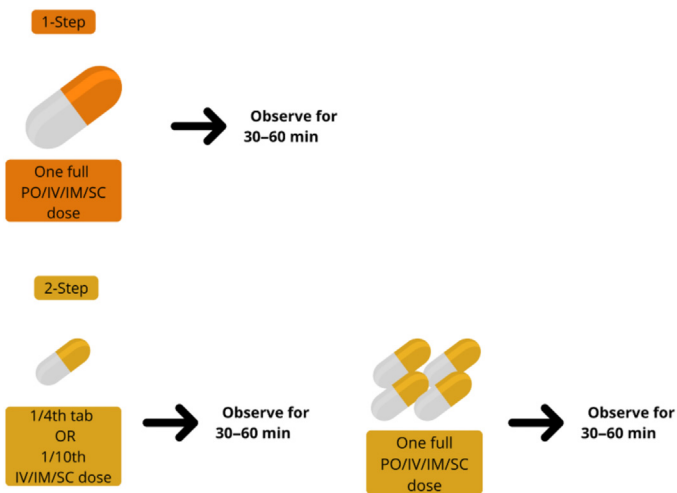 1-Step
One full
PO/IV/IM/SC
dose
Observe for
30–60 min
2-Step
1/4th tab
OR
1/10th
IV/IM/SC dose
Observe for
30–60 min
One full
PO/IV/IM/SC
dose
Observe for
30–60 min